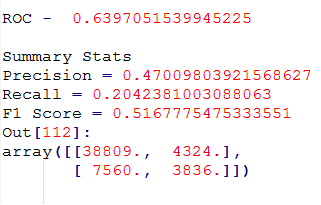 ROC -  0.6397051539945225
Summary Stats
Precision = 0.47009803921568627
Recall = 0.2042381003088063
F1 Score = 0.5167775475333551
Out[112]:
array([[38809.,  4324.],
       [ 7560.,  3836.]])